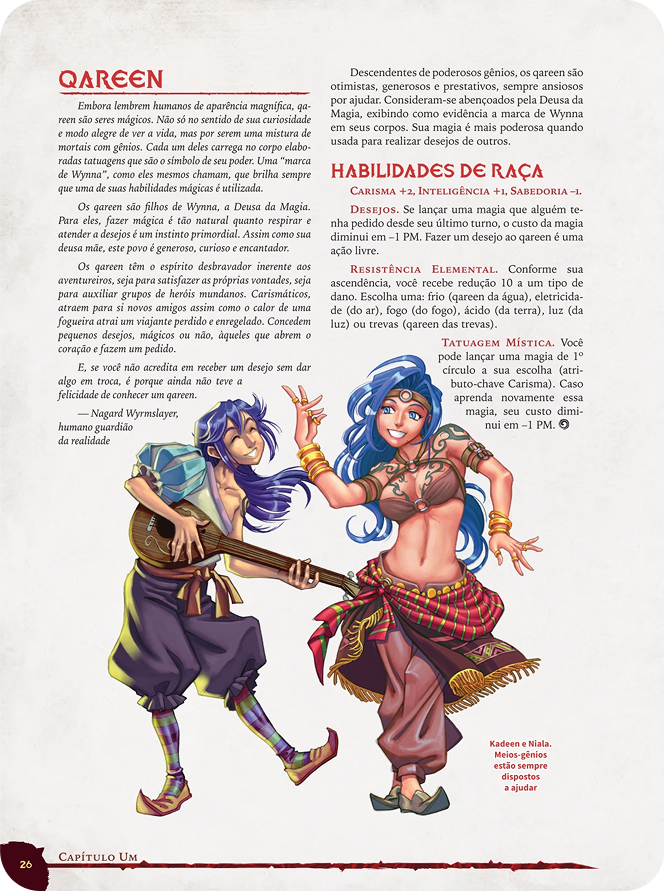 QAREEN
Embora lembrem humanos de aparência magnífica, qa-
reen são seres mágicos. Não só no sentido de sua curiosidade
e modo alegre de ver a vida, mas por serem uma mistura de
mortais com gênios. Cada um deles carrega no corpo elabo-
radas tatuagens que são o símbolo de seu poder. Uma “marca
de Wynna”, como eles mesmos chamam, que brilha sempre
que uma de suas habilidades mágicas é utilizada.
Os qareen são filhos de Wynna, a Deusa da Magia.
Para eles, fazer mágica é tão natural quanto respirar e
atender a desejos é um instinto primordial. Assim como sua
deusa mãe, este povo é generoso, curioso e encantador.
Os qareen têm o espírito desbravador inerente aos
aventureiros, seja para satisfazer as próprias vontades, seja
para auxiliar grupos de heróis mundanos. Carismáticos,
atraem para si novos amigos assim como o calor de uma
fogueira atrai um viajante perdido e enregelado. Concedem
pequenos desejos, mágicos ou não, àqueles que abrem o
coração e fazem um pedido.
E, se você não acredita em receber um desejo sem dar
algo em troca, é porque ainda não teve a
felicidade de conhecer um qareen.
— Nagard Wyrmslayer,
humano guardião
da realidade
Descendentes de poderosos gênios, os qareen são
otimistas, generosos e prestativos, sempre ansiosos
por ajudar. Consideram-se abençoados pela Deusa da
Magia, exibindo como evidência a marca de Wynna
em seus corpos. Sua magia é mais poderosa quando
usada para realizar desejos de outros.
HABILIDADES DE RAÇA
Carisma +2, Inteligência +1, Sabedoria –1.
Desejos. Se lançar uma magia que alguém te-
nha pedido desde seu último turno, o custo da magia
diminui em –1 PM. Fazer um desejo ao qareen é uma
ação livre.
Resistência Elemental. Conforme sua
ascendência, você recebe redução 10 a um tipo de
dano. Escolha uma: frio (qareen da água), eletricida-
de (do ar), fogo (do fogo), ácido (da terra), luz (da
luz) ou trevas (qareen das trevas).
Tatuagem Mística. Você
pode lançar uma magia de 1º
círculo a sua escolha (atri-
buto-chave Carisma). Caso
aprenda novamente essa
magia, seu custo dimi-
nui em –1 PM.
Kadeen e Niala.
Meios-gênios
estão sempre
dispostos
a ajudar
26
Capítulo Um